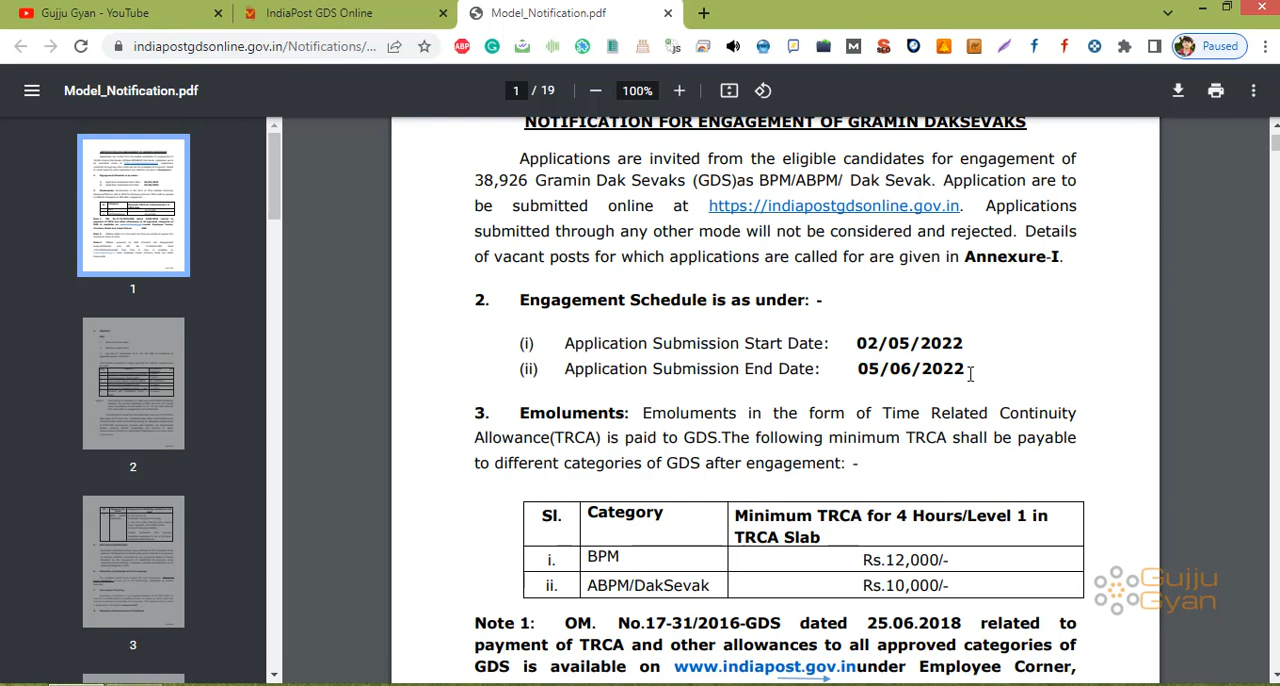 Gujju Gyan - YouTube
IndiaPost GDS Online
Model_Notification.pdf
indiapostgdsonline.gov.in/Notifications/...
ABP
js
M
SEO
Paused
Model_Notification.pdf
1 / 19
100%
NOTIFICATION FOR ENGAGEMENT OF GRAMIN DAKSEVAKS
Applications are invited from the eligible candidates for engagement of
38,926 Gramin Dak Sevaks (GDS)as BPM/ABPM/ Dak Sevak. Application are to
be submitted online at https://indiapostgdsonline.gov.in. Applications
submitted through any other mode will not be considered and rejected. Details
of vacant posts for which applications are called for are given in Annexure-I.
2. Engagement Schedule is as under: -
(i) Application Submission Start Date: 02/05/2022
(ii) Application Submission End Date: 05/06/2022
3. Emoluments: Emoluments in the form of Time Related Continuity
Allowance(TRCA) is paid to GDS.The following minimum TRCA shall be payable
to different categories of GDS after engagement: -
Sl. Category Minimum TRCA for 4 Hours/Level 1 in
TRCA Slab
i. BPM Rs.12,000/-
ii. ABPM/DakSevak Rs.10,000/-
Note 1: OM. No.17-31/2016-GDS dated 25.06.2018 related to
payment of TRCA and other allowances to all approved categories of
GDS is available on www.indiapost.gov.inunder Employee Corner,
1
2
3
Gujju
Gyan